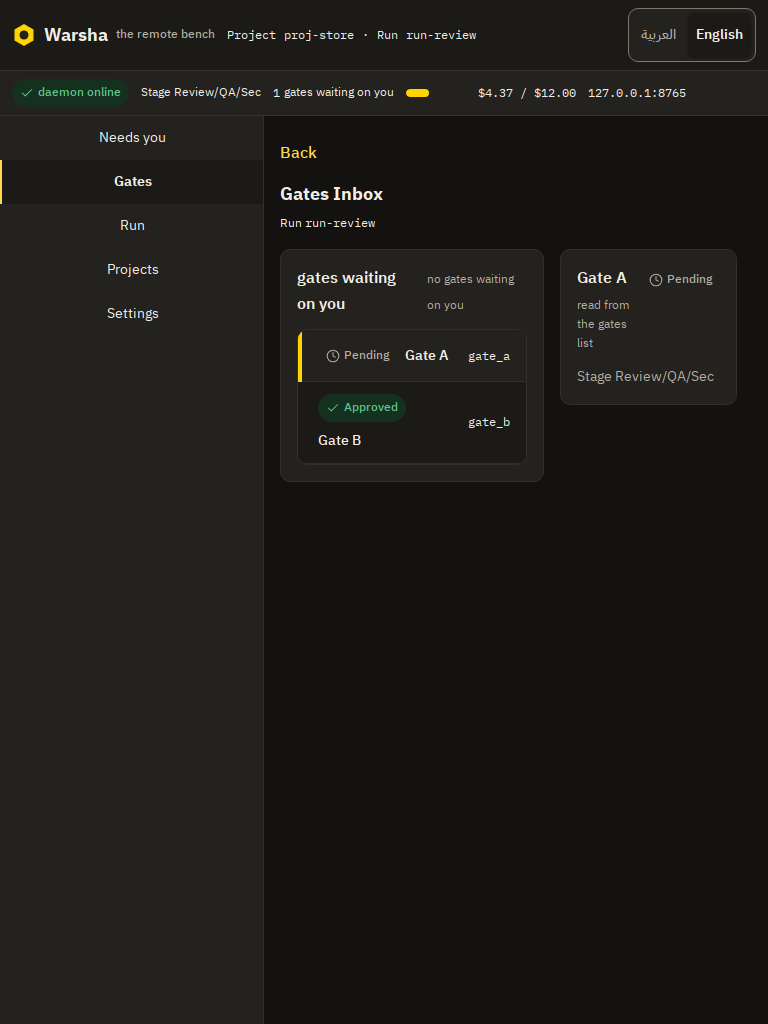 Warsha the remote bench Project proj-store · Run run-review العربية English
daemon online Stage Review/QA/Sec 1 gates waiting on you $4.37 / $12.00 127.0.0.1:8765
Needs you
Gates
Run
Projects
Settings
Back
Gates Inbox
Run run-review
gates waiting
on you
no gates waiting
on you
Pending Gate A gate_a
Approved
Gate B
gate_b
Gate A Pending
read from
the gates
list
Stage Review/QA/Sec